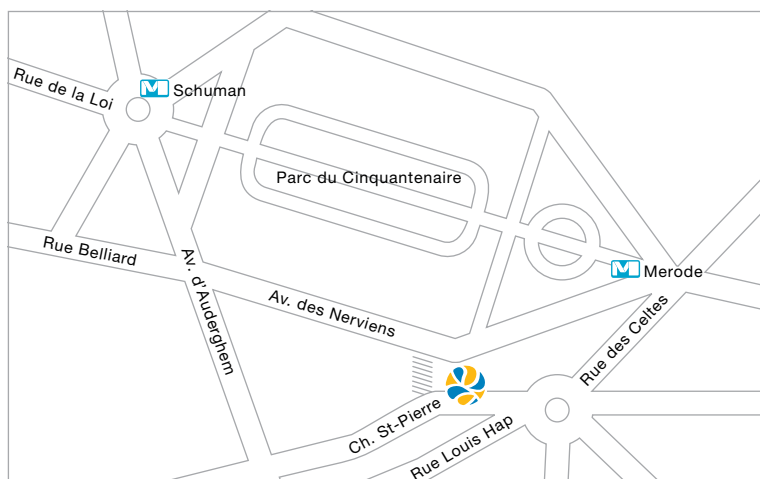 Rue de la Loi
M Schuman
Parc du Cinquantenaire
Rue Belliard
Av. d'Auderghem
M Merode
Av. des Nerviens
Rue des Celtes
Ch. St-Pierre
Rue Louis Hap